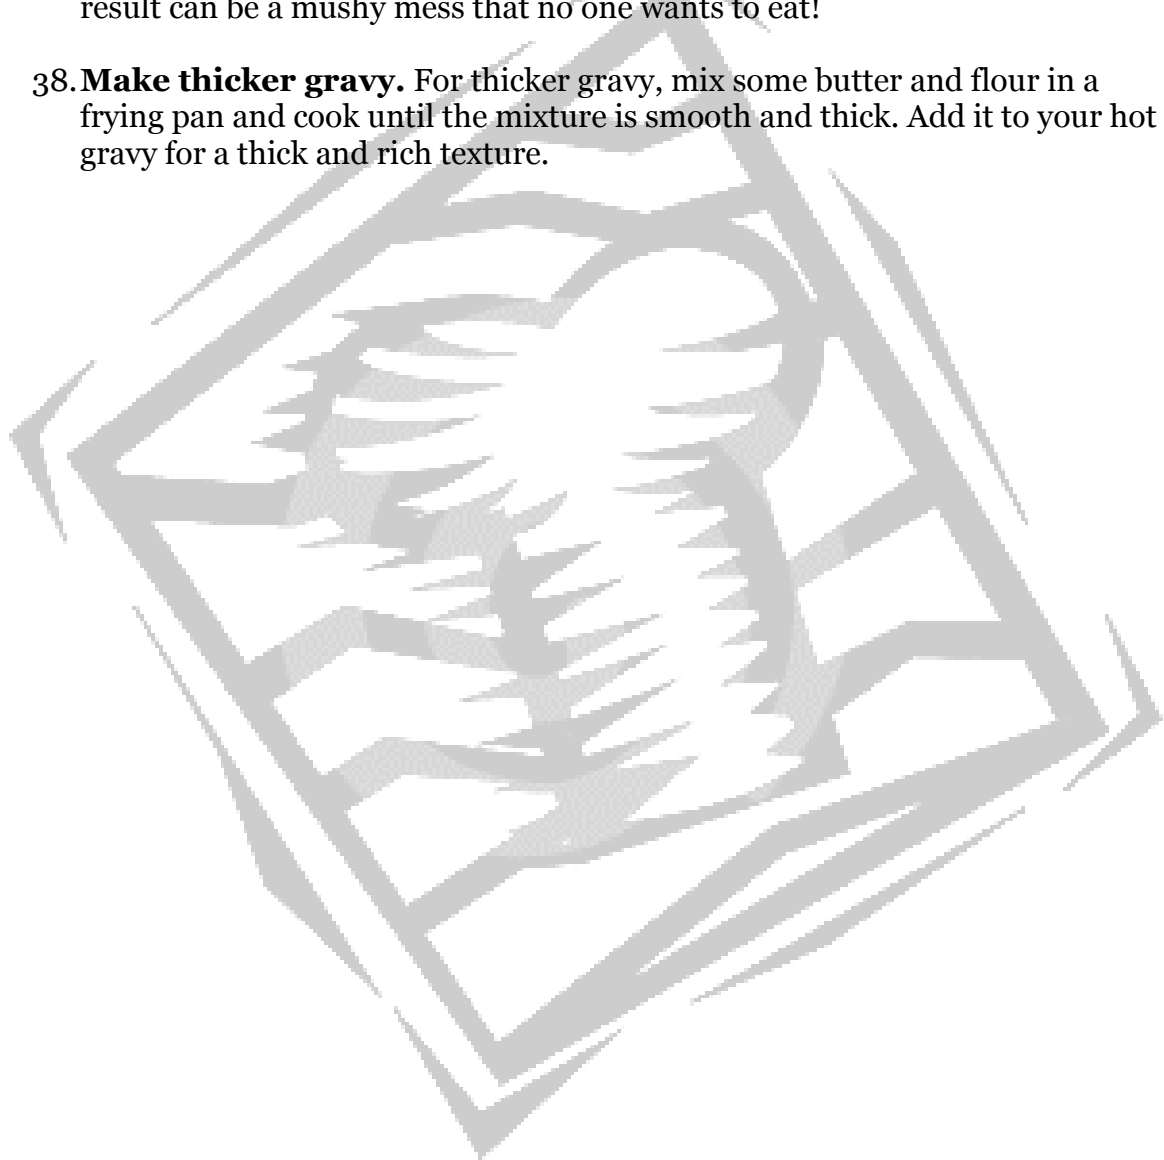 result can be a mushy mess that no one wants to eat!
38. Make thicker gravy. For thicker gravy, mix some butter and flour in a
frying pan and cook until the mixture is smooth and thick. Add it to your hot
gravy for a thick and rich texture.